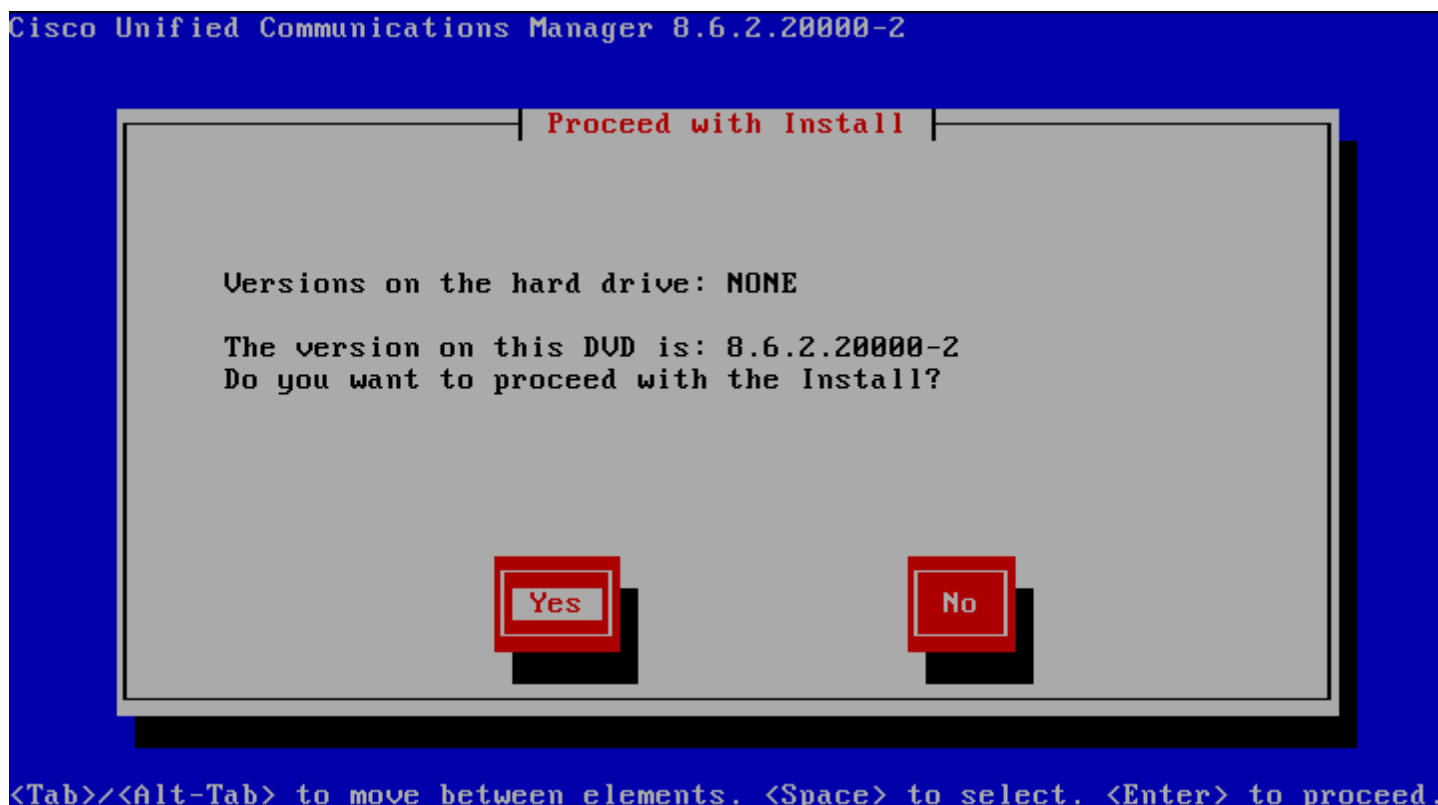 Cisco Unified Communications Manager 8.6.2.20000-2
Proceed with Install
Versions on the hard drive: NONE
The version on this DVD is: 8.6.2.20000-2
Do you want to proceed with the Install?
Yes No
<Tab>/<Alt-Tab> to move between elements. <Space> to select. <Enter> to proceed